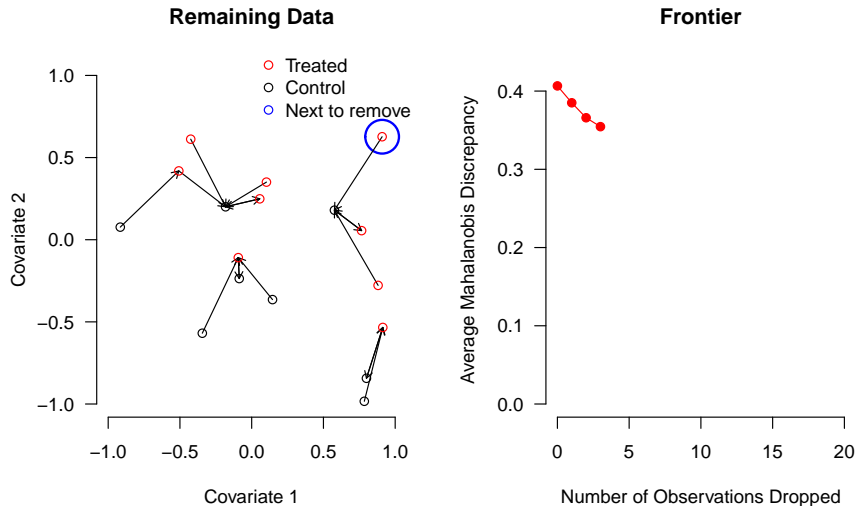 Remaining Data
Treated
Control
Next to remove
1.0
0.5
0.0
−0.5
−1.0
Covariate 2
−1.0 −0.5 0.0 0.5 1.0
Covariate 1
Frontier
0.4
0.3
0.2
0.1
0.0
Average Mahalanobis Discrepancy
0 5 10 15 20
Number of Observations Dropped